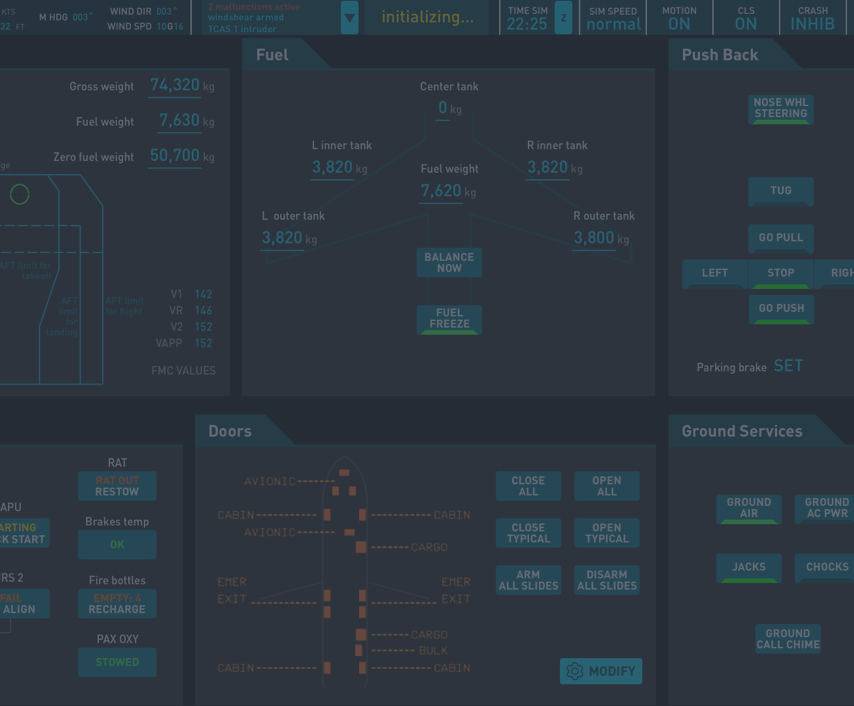 KTS
32 F1
M HDG 003°
WIND DIR 003°
WIND SPD 10G16
2 malfunctions active
windshear armed
TCAS 1 intruder
initializing...
TIME SIM
22:25
Z
SIM SPEED
normal
MOTION
ON
CLS
ON
CRASH
INHIB
Gross weight 74,320 kg
Fuel weight 7,630 kg
Zero fuel weight 50,700 kg
ge
AFT limit for
takeoff
AFT
limit
for
landing
AFT limit
for flight
V1 142
VR 146
V2 152
VAPP 152
FMC VALUES
Fuel
Center tank
0 kg
L inner tank
3,820 kg
R inner tank
3,820 kg
Fuel weight
7,620 kg
L outer tank
3,820 kg
R outer tank
3,800 kg
BALANCE
NOW
FUEL
FREEZE
Push Back
NOSE WHL
STEERING
TUG
GO PULL
LEFT
STOP
RIGH
GO PUSH
Parking brake SET
RAT
RAT OUT
RESTOW
APU
ARTING
CK START
Brakes temp
OK
RS 2
FAIL
ALIGN
Fire bottles
EMPTY: 4
RECHARGE
PAX OXY
STOWED
Doors
AVIONIC
CABIN
CABIN
AVIONIC
CARGO
EMER
EXIT
EMER
EXIT
CARGO
BULK
CABIN
CABIN
CLOSE
ALL
OPEN
ALL
CLOSE
TYPICAL
OPEN
TYPICAL
ARM
ALL SLIDES
DISARM
ALL SLIDES
MODIFY
Ground Services
GROUND
AIR
GROUND
AC PWR
JACKS
CHOCKS
GROUND
CALL CHIME